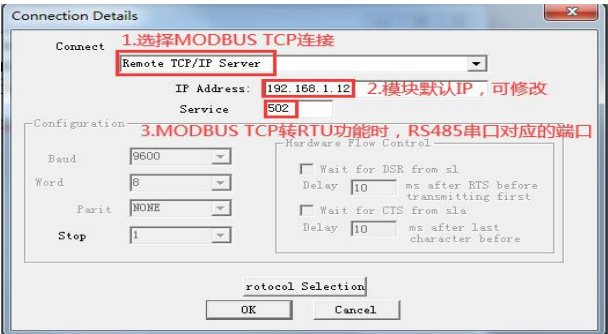 Connection Details
1.选择MODBUS TCP连接
Connect
Remote TCP/IP Server
IP Address: 192.168.1.12 2.模块默认IP，可修改
Service 502
Configuration
3.MODBUS TCP转RTU功能时，RS485串口对应的端口
Hardware Flow Control
Baud 9600
Wait for DSR from sl
Word 8
Delay 10 ms after RTS before
transmitting first
Parit NONE
Wait for CTS from sla
Stop 1
Delay 10 ms after last
character before
rotocol Selection
OK Cancel